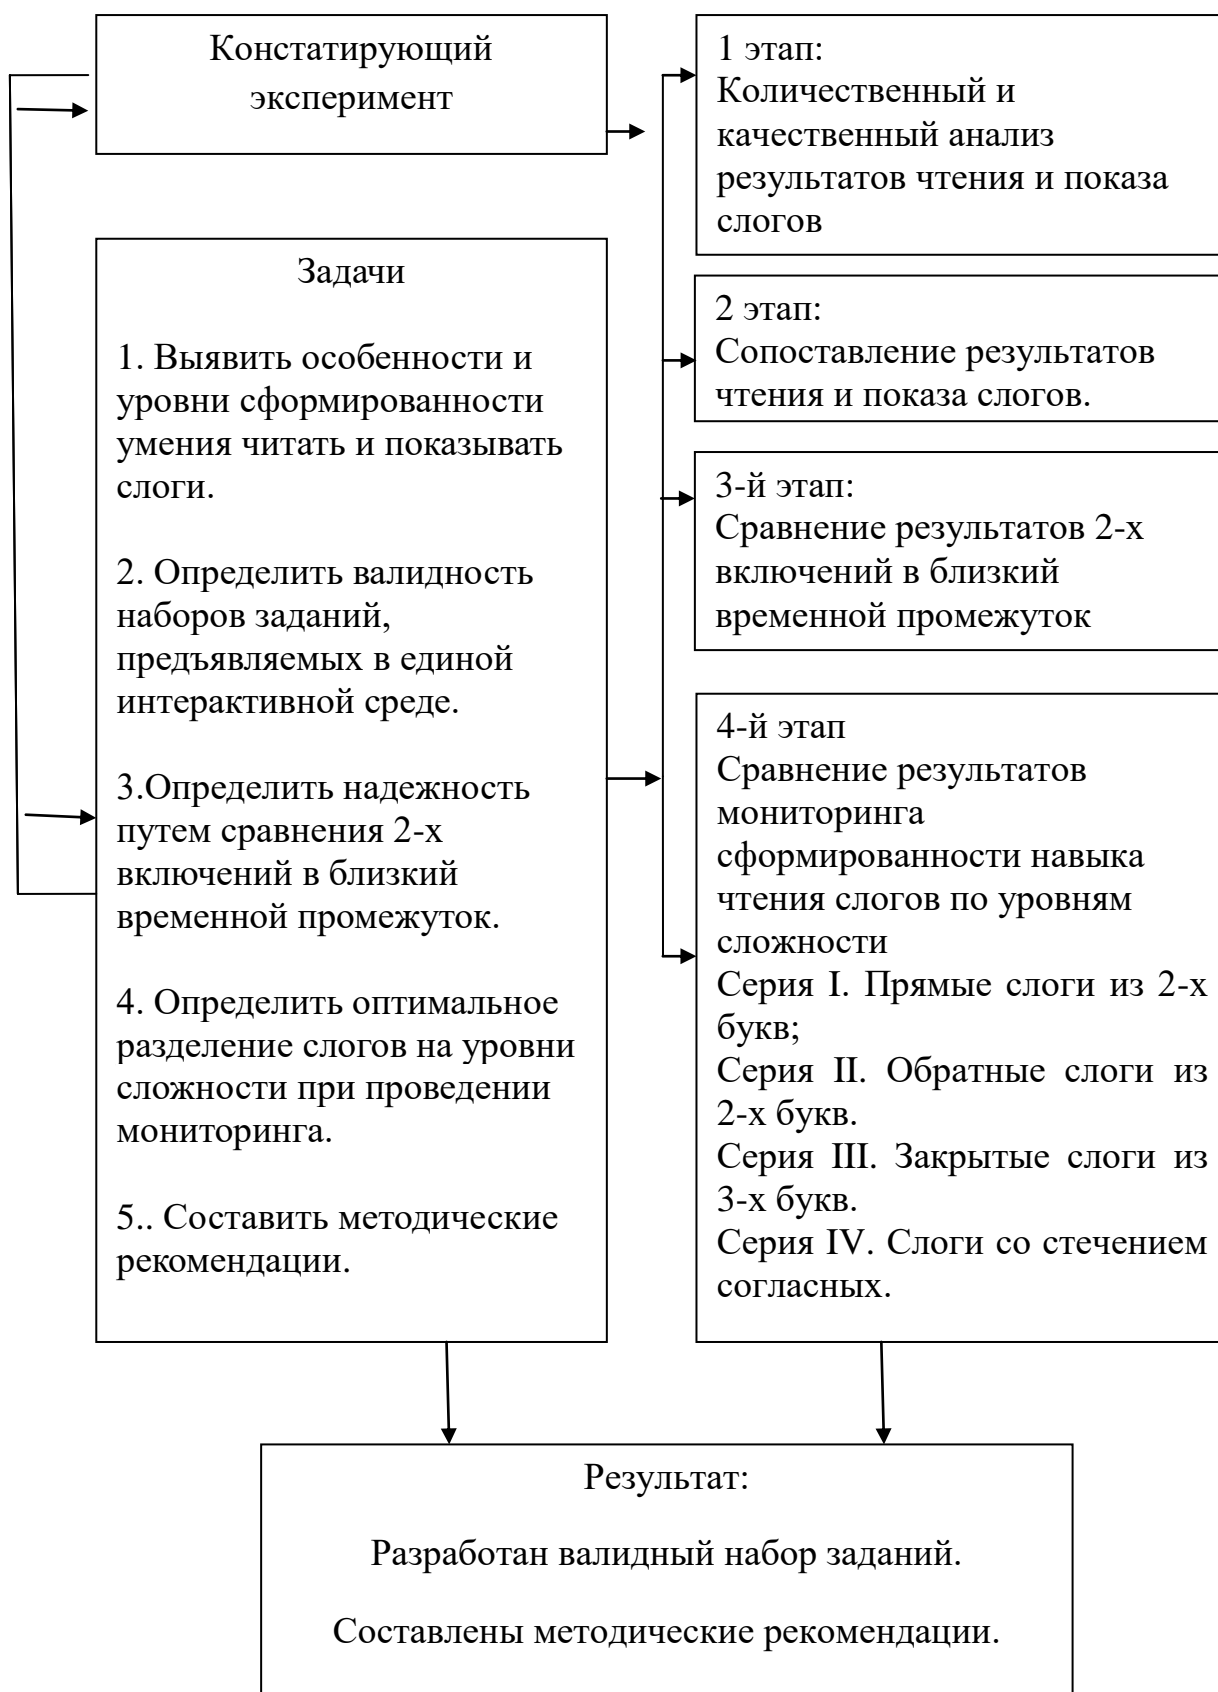 Констатирующий
эксперимент
Задачи
1. Выявить особенности и
уровни сформированности
умения читать и показывать
слоги.
2. Определить валидность
наборов заданий,
предъявляемых в единой
интерактивной среде.
3.Определить надежность
путем сравнения 2-х
включений в близкий
временной промежуток.
4. Определить оптимальное
разделение слогов на уровни
сложности при проведении
мониторинга.
5.. Составить методические
рекомендации.
1 этап:
Количественный и
качественный анализ
результатов чтения и показа
слогов
2 этап:
Сопоставление результатов
чтения и показа слогов.
3-й этап:
Сравнение результатов 2-х
включений в близкий
временной промежуток
4-й этап
Сравнение результатов
мониторинга
сформированности навыка
чтения слогов по уровням
сложности
Серия I. Прямые слоги из 2-х
букв;
Серия II. Обратные слоги из
2-х букв.
Серия III. Закрытые слоги из
3-х букв.
Серия IV. Слоги со стечением
согласных.
Результат:
Разработан валидный набор заданий.
Составлены методические рекомендации.